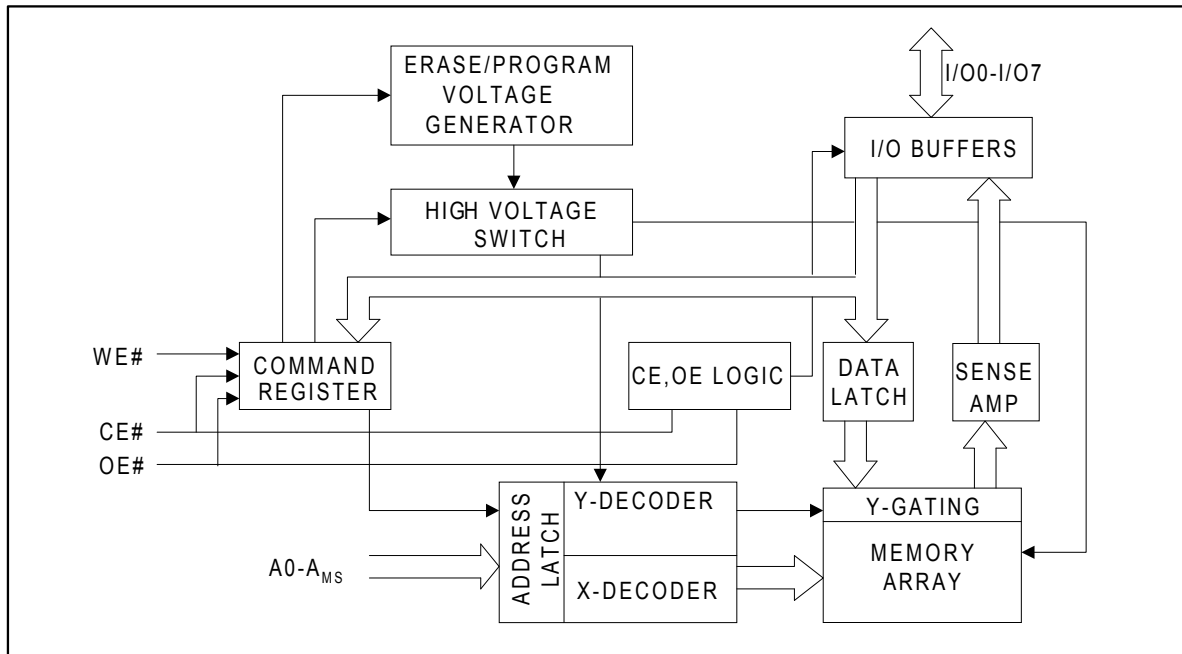 ERASE/PROGRAM
VOLTAGE
GENERATOR
I/O0-I/O7
I/O BUFFERS
HIGH VOLTAGE
SWITCH
WE#
COMMAND
REGISTER
CE,OE LOGIC
DATA
LATCH
SENSE
AMP
CE#
OE#
ADDRESS
LATCH
Y-DECODER
Y-GATING
A0-AMS
X-DECODER
MEMORY
ARRAY